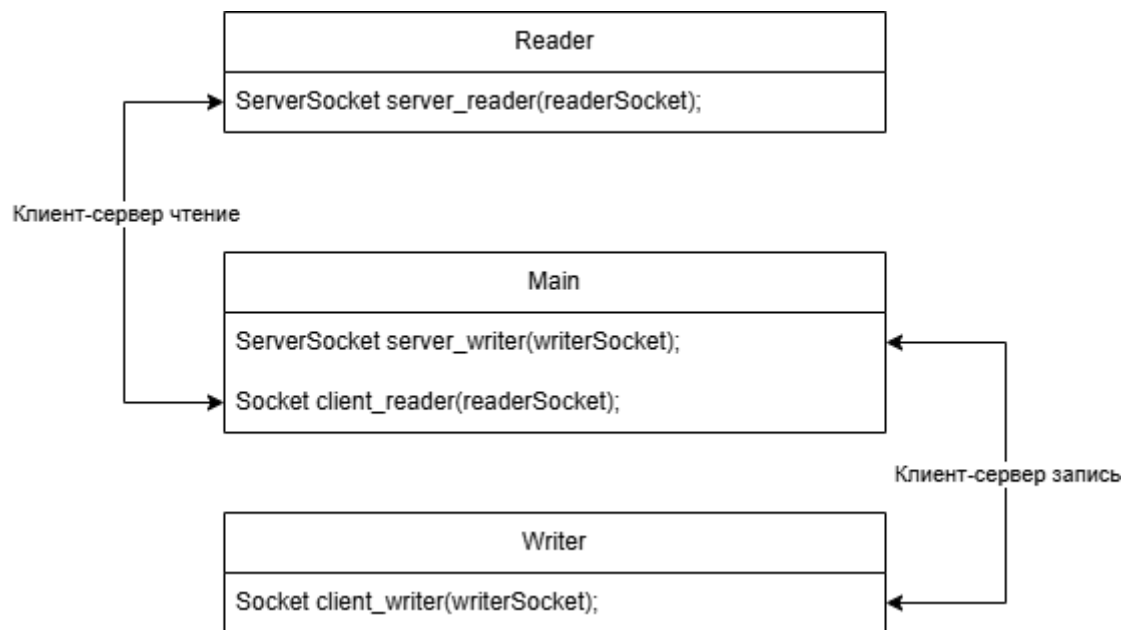 Reader
ServerSocket server_reader(readerSocket);
Клиент-сервер чтение
Main
ServerSocket server_writer(writerSocket);
Socket client_reader(readerSocket);
Клиент-сервер запись
Writer
Socket client_writer(writerSocket);